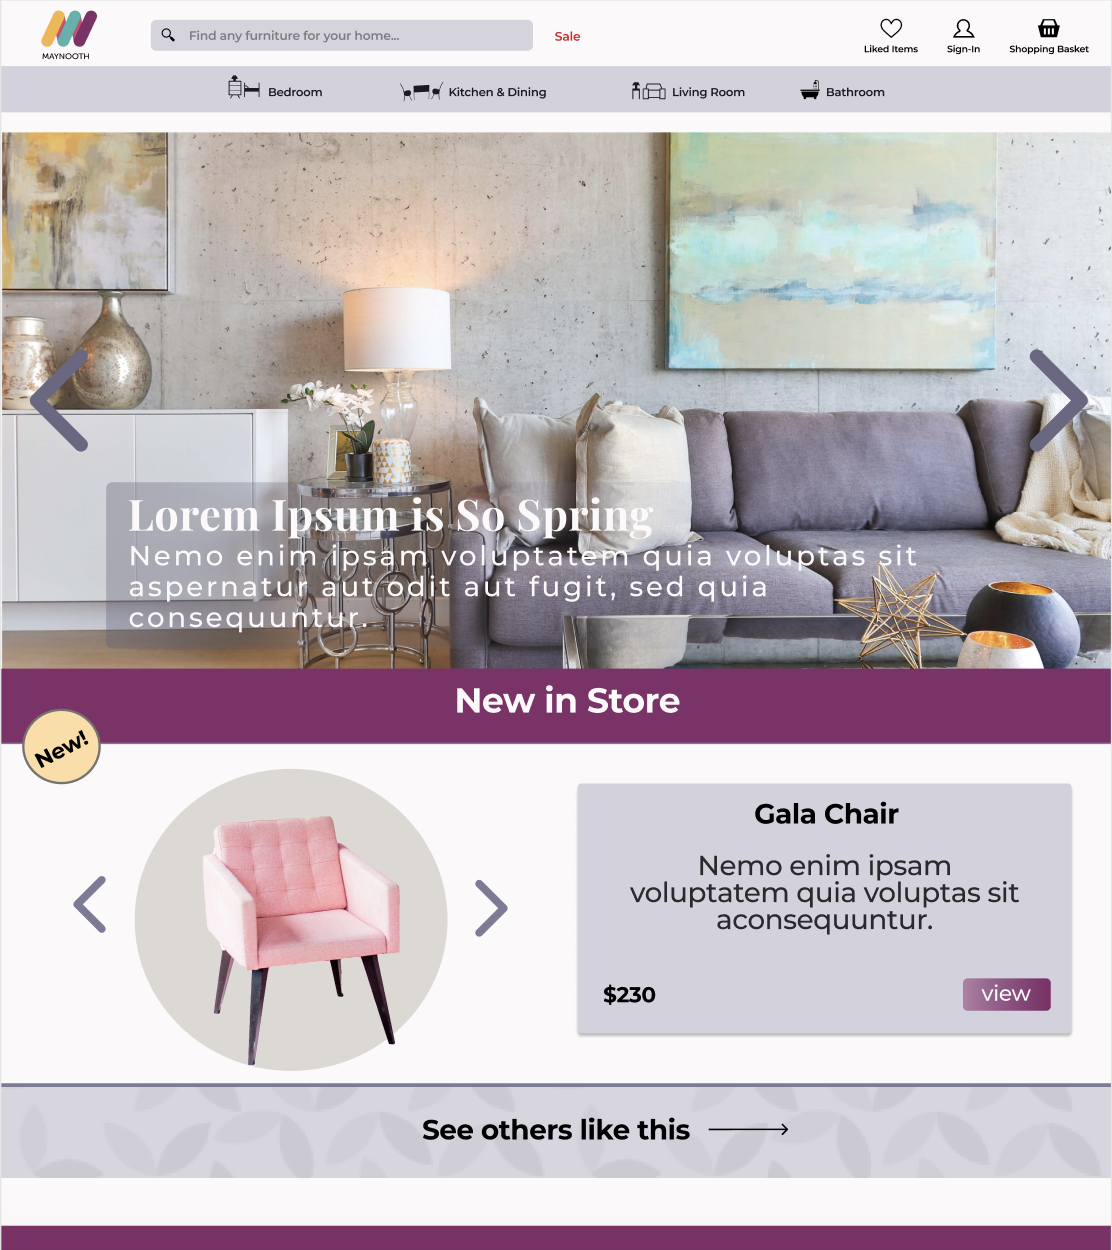 MAYNOOTH
Find any furniture for your home...
Sale
Liked Items
Sign-In
Shopping Basket
Bedroom
Kitchen & Dining
Living Room
Bathroom
Lorem Ipsum is So Spring
Nemo enim ipsam voluptatem quia voluptas sit
aspernatur aut odit aut fugit, sed quia
consequuntur.
New in Store
New!
Gala Chair
Nemo enim ipsam
voluptatem quia voluptas sit
aconsequuntur.
$230
view
See others like this